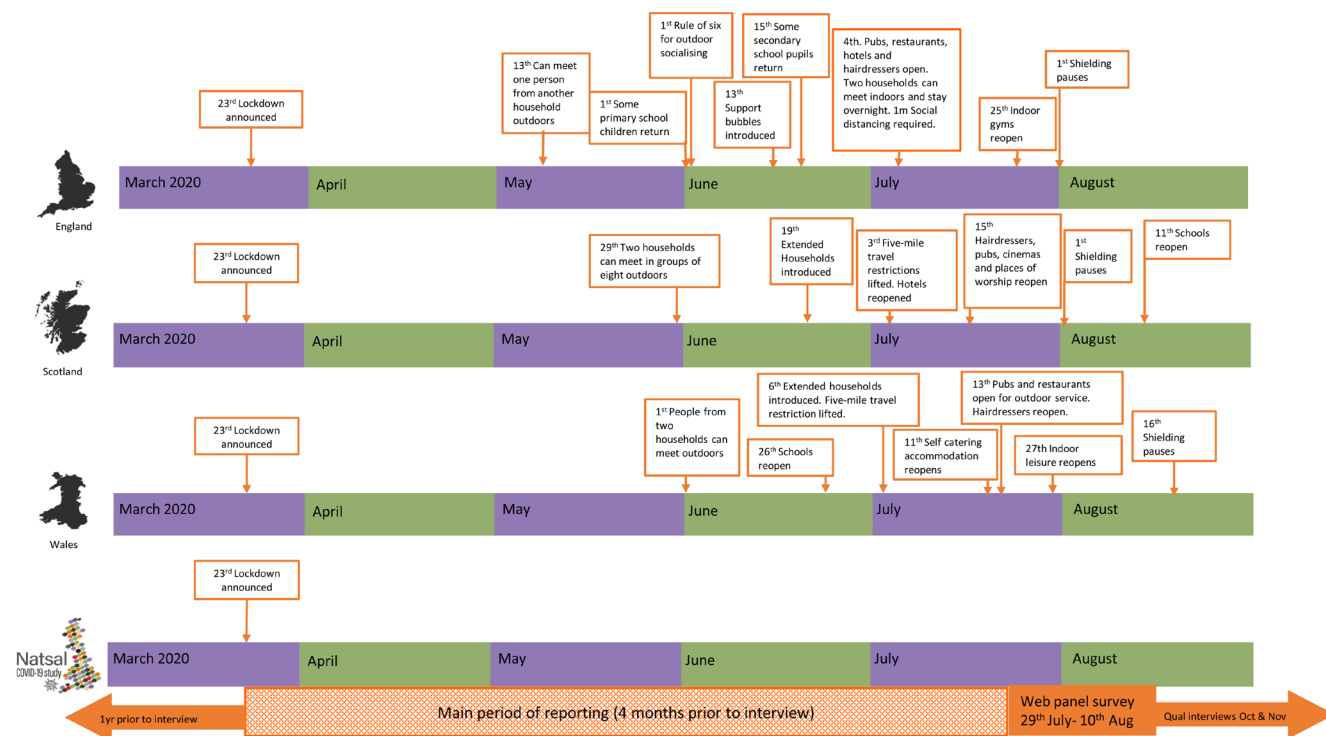 1st Rule of six
for outdoor
socialising
15th Some
secondary
school pupils
return
4th. Pubs, restaurants,
hotels and
hairdressers open.
Two households can
meet indoors and stay
overnight. 1m Social
distancing required.
1st Shielding
pauses
13th Can meet
one person
from another
household
outdoors
23rd Lockdown
announced
1st Some
primary school
children return
13th
Support
bubbles
introduced
25th Indoor
gyms
reopen
March 2020
April
May
June
July
August
England
19th
Extended
Households
introduced
15th
Hairdressers,
pubs, cinemas
and places of
worship reopen
11th Schools
reopen
23rd Lockdown
announced
29th Two households
can meet in groups of
eight outdoors
3rd Five-mile
travel
restrictions
lifted. Hotels
reopened
1st
Shielding
pauses
March 2020
April
May
June
July
August
Scotland
6th Extended households
introduced. Five-mile travel
restriction lifted.
13th Pubs and restaurants
open for outdoor service.
Hairdressers reopen.
23rd Lockdown
announced
1st People from
two
households can
meet outdoors
26th Schools
reopen
11th Self catering
accommodation
reopens
27th Indoor
leisure reopens
16th
Shielding
pauses
March 2020
April
May
June
July
August
Wales
23rd Lockdown
announced
Natsal
COVID-19 study
March 2020
April
May
June
July
August
1yr prior to interview
Main period of reporting (4 months prior to interview)
Web panel survey
29th July- 10th Aug
Qual interviews Oct & Nov